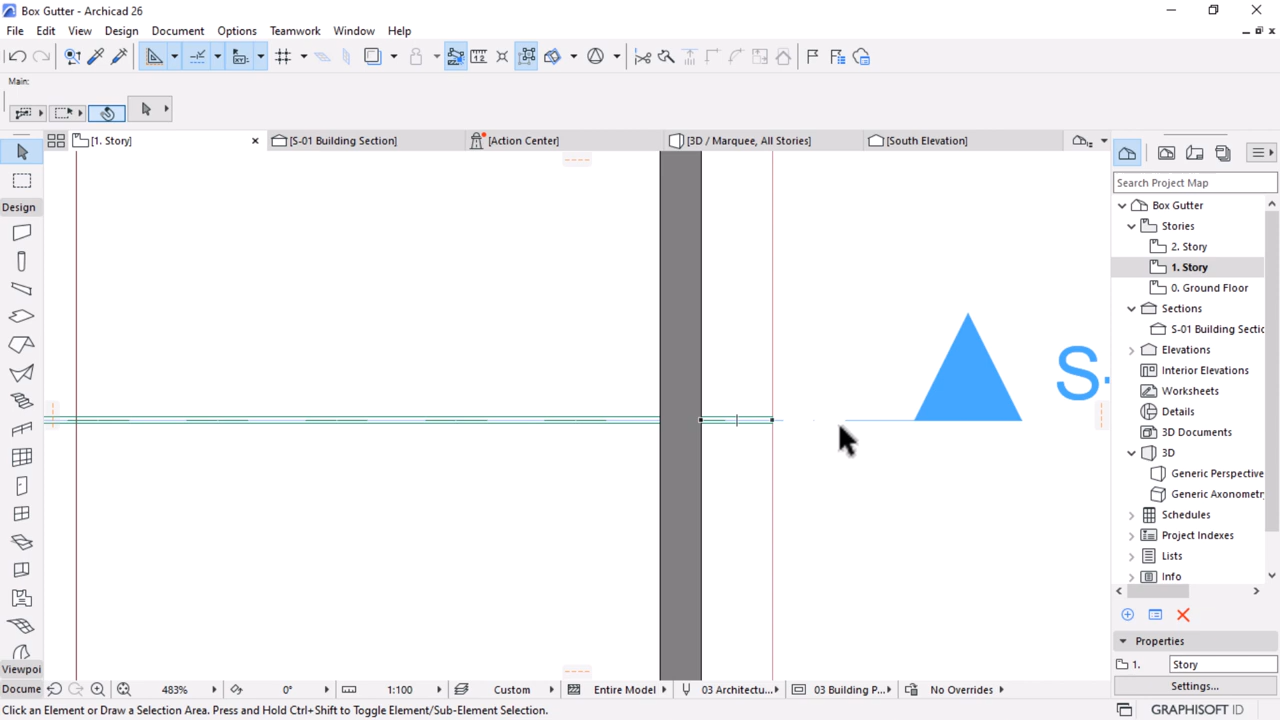 Box Gutter - Archicad 26
File Edit View Design Document Options Teamwork Window Help
Main:
[1. Story] [S-01 Building Section] [Action Center] [3D / Marquee, All Stories] [South Elevation]
Design
Viewpoi
Docume
S-
Search Project Map
Box Gutter
Stories
2. Story
1. Story
0. Ground Floor
Sections
S-01 Building Sectio
Elevations
Interior Elevations
Worksheets
Details
3D Documents
3D
Generic Perspective
Generic Axonometr
Schedules
Project Indexes
Lists
Info
Properties
1. Story
Settings...
483% 0° 1:100 Custom Entire Model 03 Architectu... 03 Building P... No Overrides
Click an Element or Draw a Selection Area. Press and Hold Ctrl+Shift to Toggle Element/Sub-Element Selection.
GRAPHISOFT ID